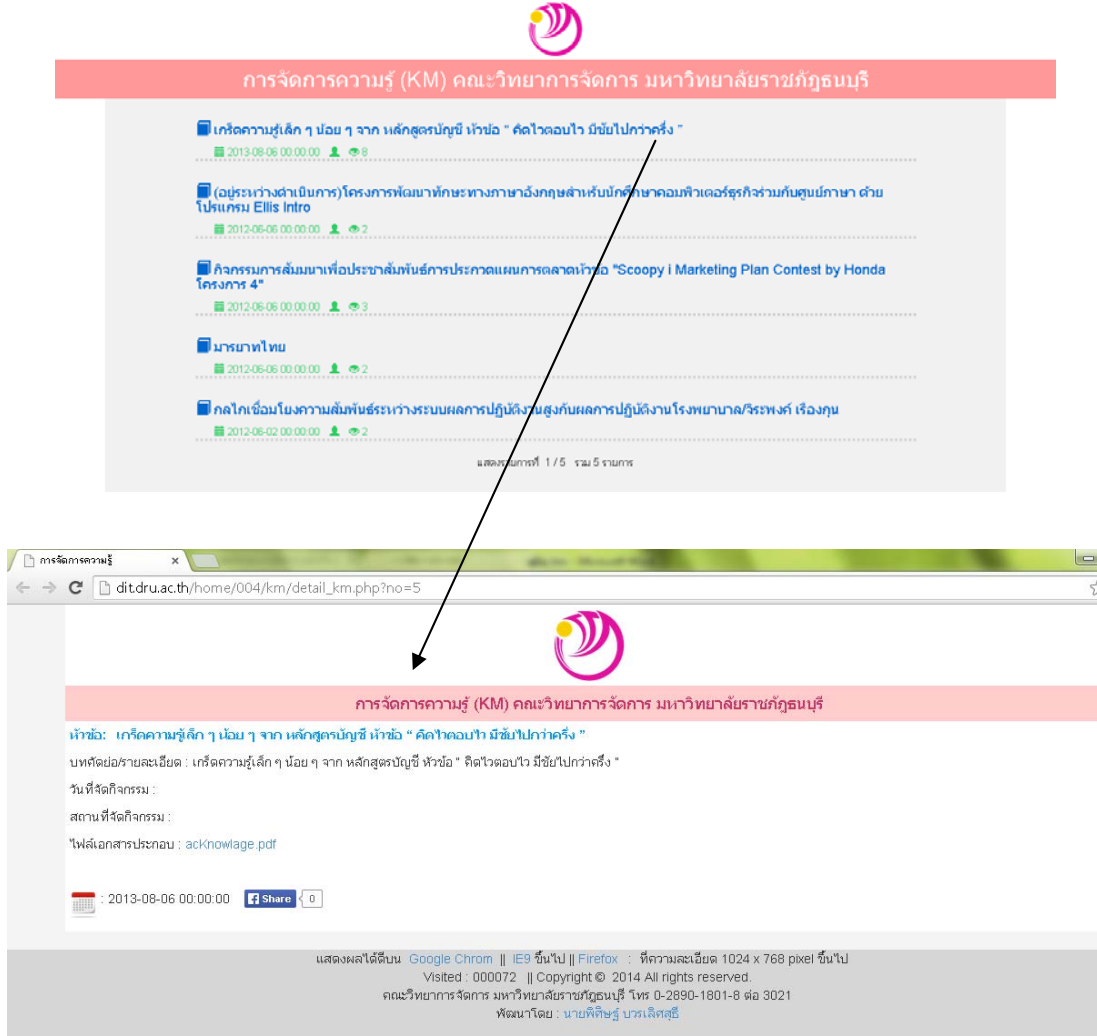 การจัดการความรู้ (KM) คณะวิทยาการจัดการ มหาวิทยาลัยราชภัฏธนบุรี
เกร็ดความรู้เล็ก ๆ น้อย ๆ จาก หลักสูตรบัญชี หัวข้อ " คิดไวตอบไว มีชัยไปกว่าครึ่ง "
2013-08-06 00:00:00 8
(อยู่ระหว่างดำเนินการ)โครงการพัฒนาทักษะทางภาษาอังกฤษสำหรับนักศึกษาคอมพิวเตอร์ธุรกิจร่วมกับศูนย์ภาษา ด้วย
โปรแกรม Ellis Intro
2012-06-06 00:00:00 2
กิจกรรมการสัมมนาเพื่อประชาสัมพันธ์การประกวดแผนการตลาดหัวข้อ "Scoopy i Marketing Plan Contest by Honda
โครงการ 4"
2012-06-06 00:00:00 3
มารยาทไทย
2012-06-06 00:00:00 2
กลไกเชื่อมโยงความสัมพันธ์ระหว่างระบบผลการปฏิบัติงานสูงกับผลการปฏิบัติงานโรงพยาบาล/วิระพงศ์ เรืองกุน
2012-06-02 00:00:00 2
แสดงรายการที่ 1 / 5 รวม 5 รายการ
การจัดการความรู้ x
dit.dru.ac.th/home/004/km/detail_km.php?no=5
การจัดการความรู้ (KM) คณะวิทยาการจัดการ มหาวิทยาลัยราชภัฏธนบุรี
หัวข้อ: เกร็ดความรู้เล็ก ๆ น้อย ๆ จาก หลักสูตรบัญชี หัวข้อ " คิดไวตอบไว มีชัยไปกว่าครึ่ง "
บทคัดย่อ/รายละเอียด : เกร็ดความรู้เล็ก ๆ น้อย ๆ จาก หลักสูตรบัญชี หัวข้อ " คิดไวตอบไว มีชัยไปกว่าครึ่ง "
วันที่จัดกิจกรรม :
สถานที่จัดกิจกรรม :
ไฟล์เอกสารประกอบ : acKnowlage.pdf
: 2013-08-06 00:00:00 Share 0
แสดงผลได้ดีบน Google Chrom || IE9 ขึ้นไป || Firefox : ที่ความละเอียด 1024 x 768 pixel ขึ้นไป
Visited : 000072 || Copyright © 2014 All rights reserved.
คณะวิทยาการจัดการ มหาวิทยาลัยราชภัฏธนบุรี โทร 0-2890-1801-8 ต่อ 3021
พัฒนาโดย : นายพิศิษฐ์ บวรเลิศสุธี